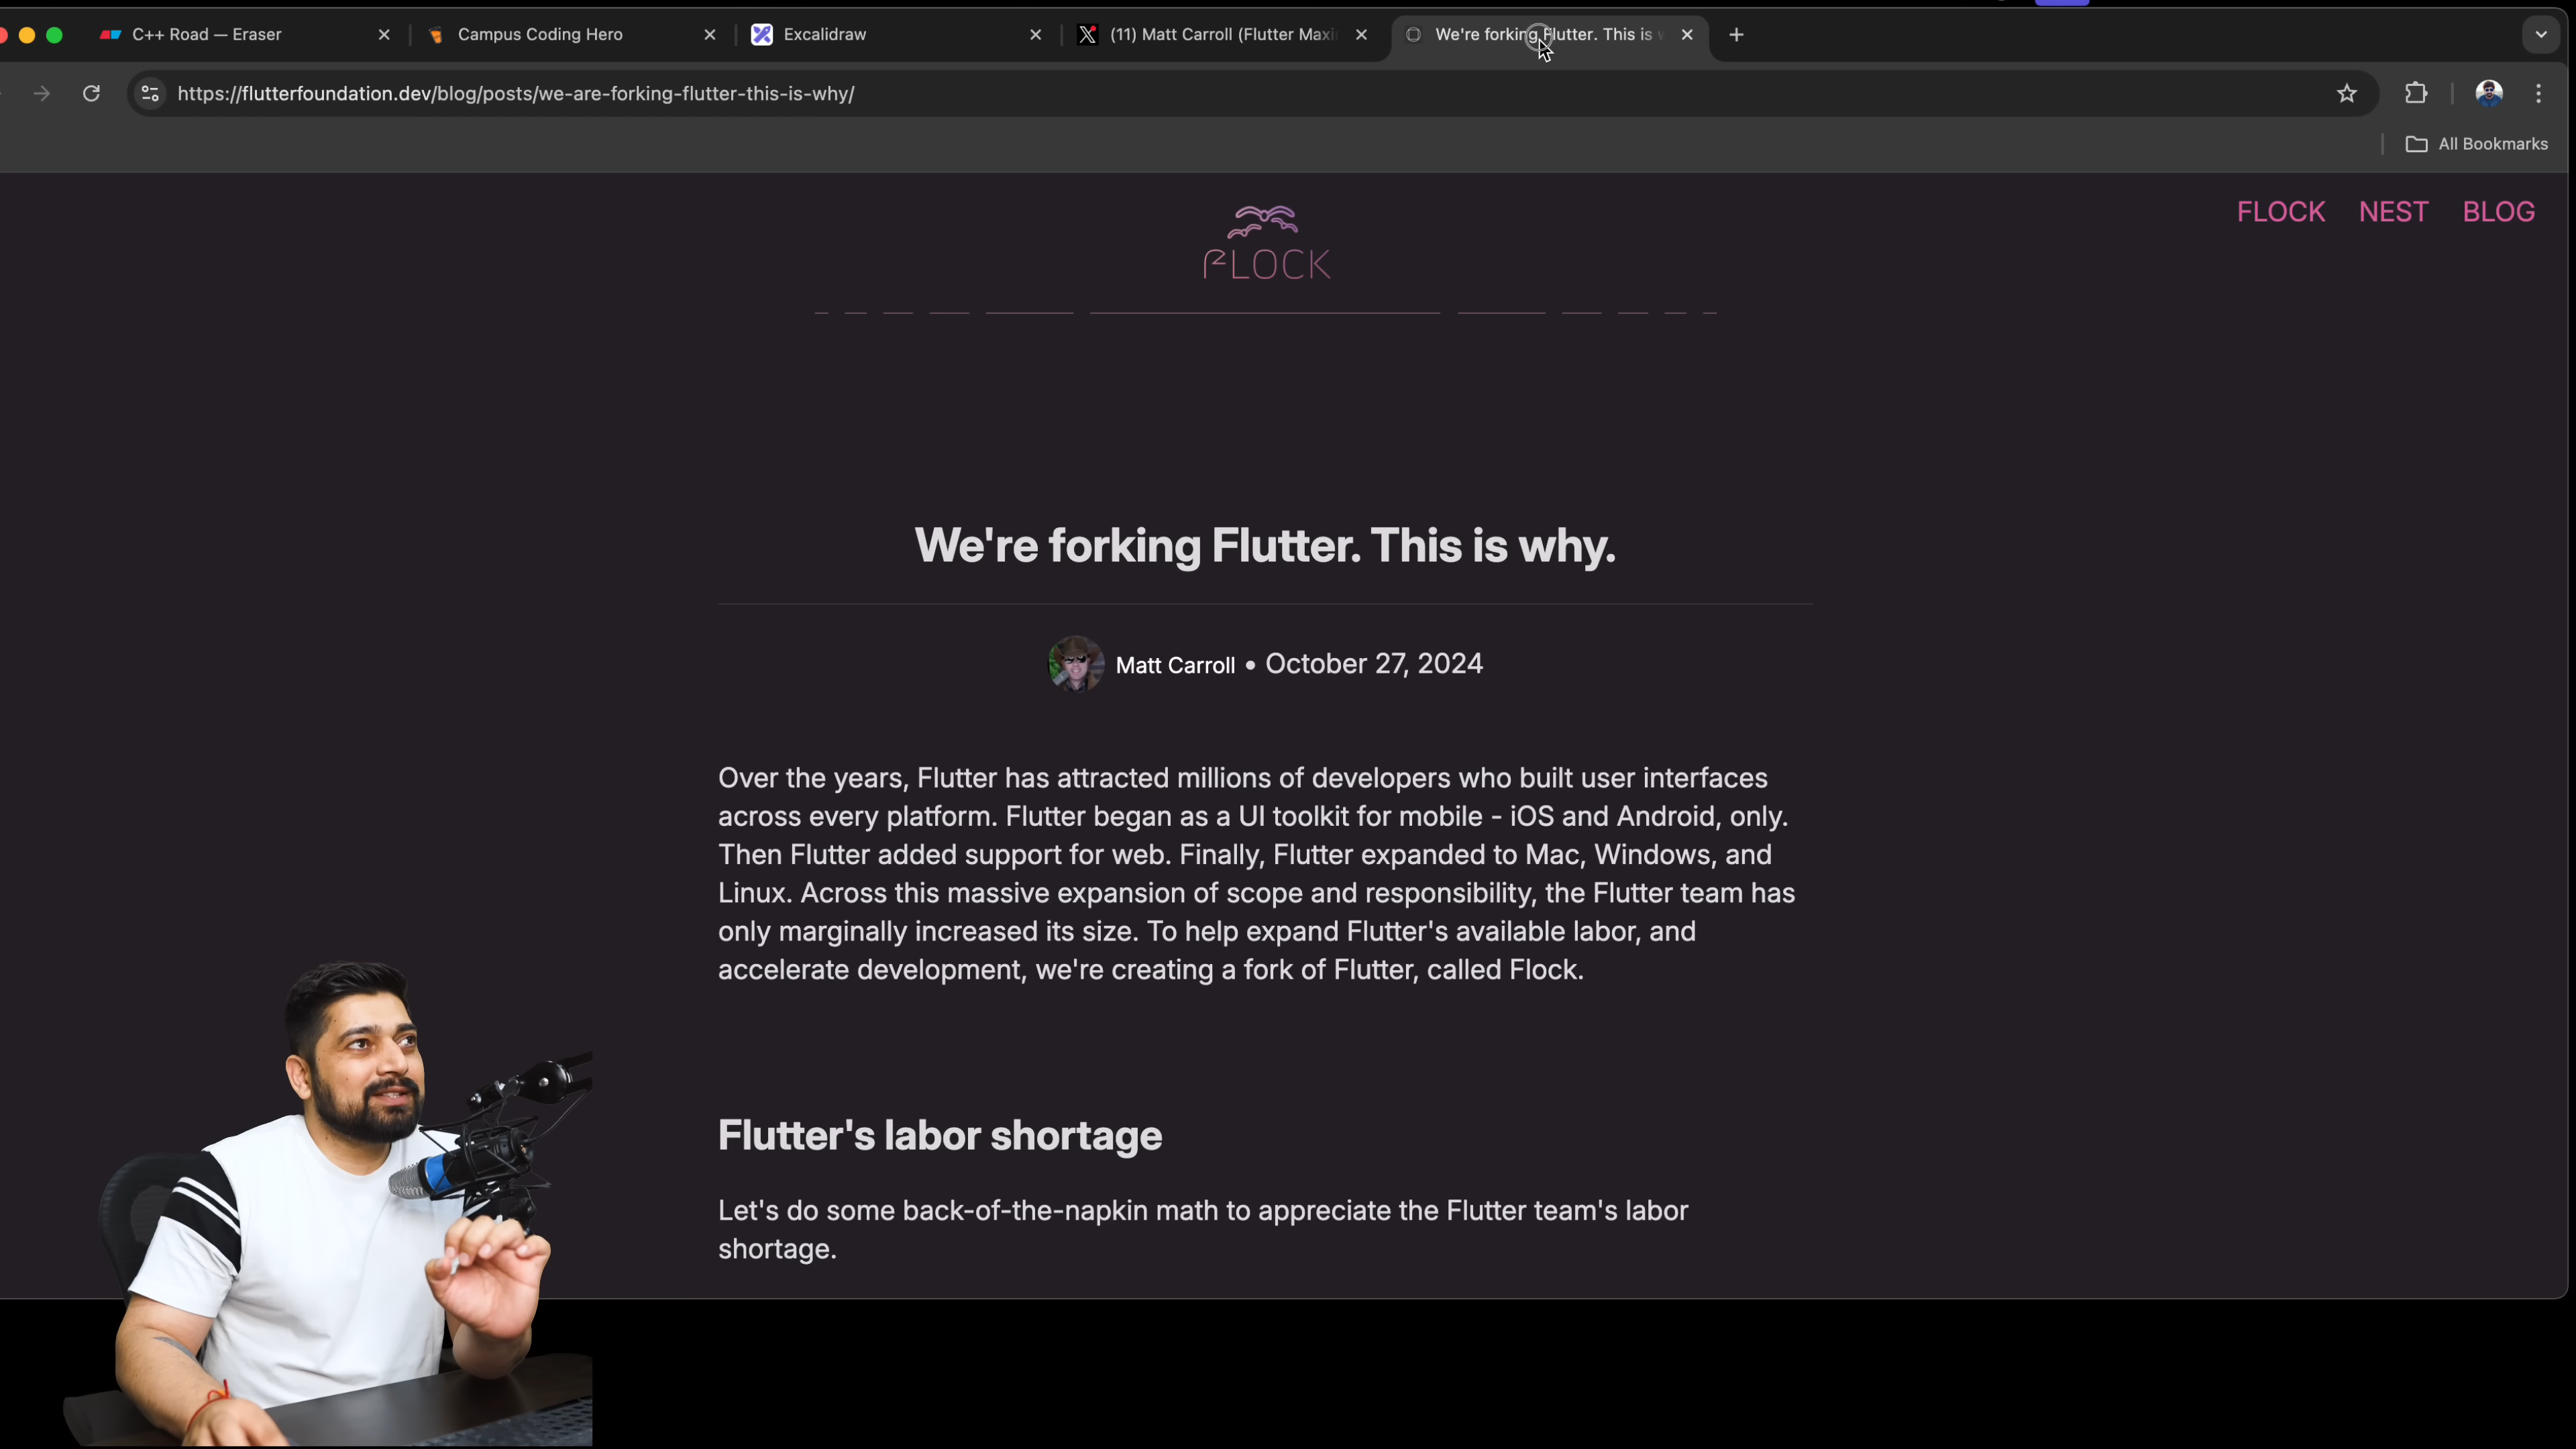 C++ Road — Eraser
Campus Coding Hero
Excalidraw
(11) Matt Carroll (Flutter Maxi
We're forking Flutter. This is
https://flutterfoundation.dev/blog/posts/we-are-forking-flutter-this-is-why/
All Bookmarks
FLOCK NEST BLOG
FLOCK
We're forking Flutter. This is why.
Matt Carroll • October 27, 2024
Over the years, Flutter has attracted millions of developers who built user interfaces
across every platform. Flutter began as a UI toolkit for mobile - iOS and Android, only.
Then Flutter added support for web. Finally, Flutter expanded to Mac, Windows, and
Linux. Across this massive expansion of scope and responsibility, the Flutter team has
only marginally increased its size. To help expand Flutter's available labor, and
accelerate development, we're creating a fork of Flutter, called Flock.
Flutter's labor shortage
Let's do some back-of-the-napkin math to appreciate the Flutter team's labor
shortage.